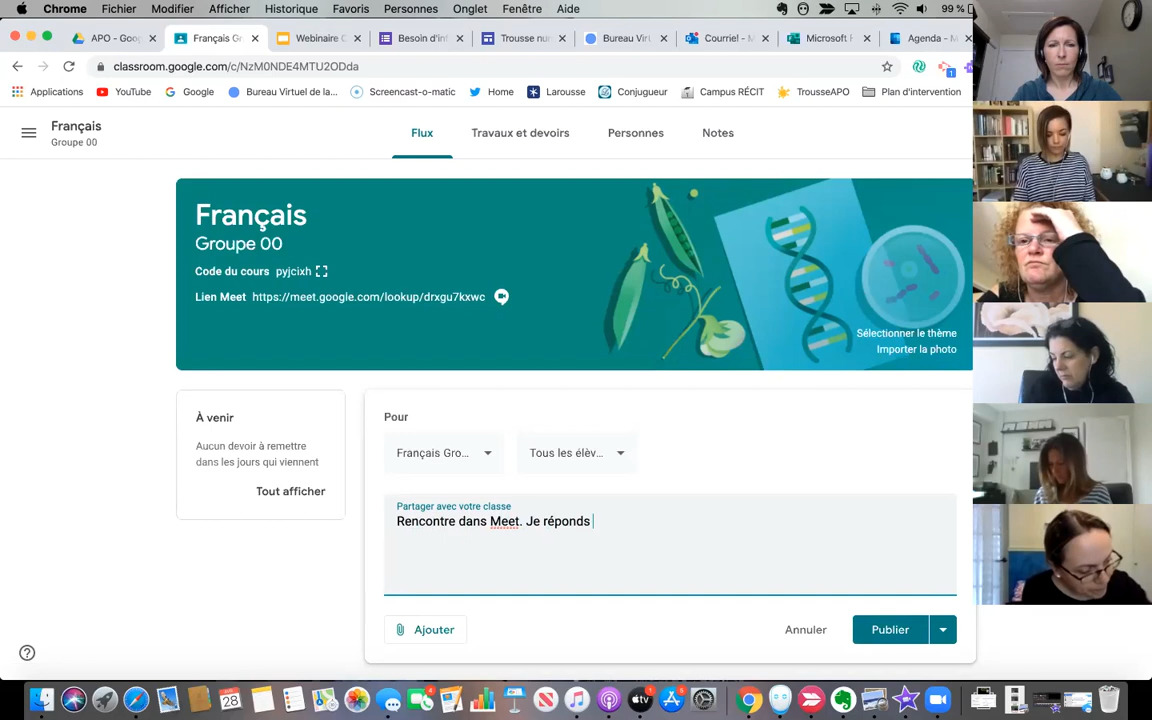 Chrome Fichier Modifier Afficher Historique Favoris Personnes Onglet Fenêtre Aide 99 %
APO - Goog
Français Gr
Webinaire C
Besoin d'inf
Trousse nu
Bureau Virt
Courriel - M
Microsoft F
Agenda - M
classroom.google.com/c/NzM0NDE4MTU2ODda
Applications YouTube Google Bureau Virtuel de la... Screencast-o-matic Home Larousse Conjugueur Campus RÉCIT TrousseAPO Plan d'intervention
Français
Groupe 00
Flux Travaux et devoirs Personnes Notes
Français
Groupe 00
Code du cours pyjcixh
Lien Meet https://meet.google.com/lookup/drxgu7kxwc
Sélectionner le thème
Importer la photo
À venir
Aucun devoir à remettre
dans les jours qui viennent
Tout afficher
Pour
Français Gro...
Tous les élèv...
Partager avec votre classe
Rencontre dans Meet. Je réponds
Ajouter
Annuler
Publier
28
tv